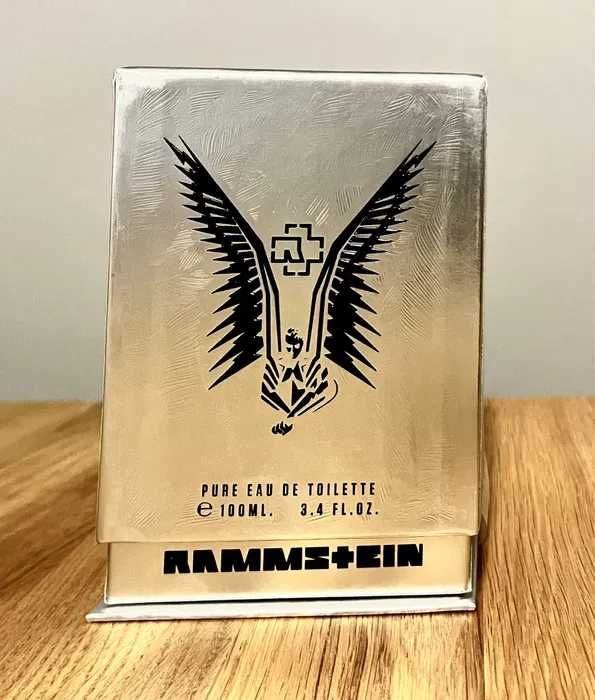 PURE EAU DE TOILETTE
℮ 100ML. 3.4 FL.OZ.
RAMMSTEIN